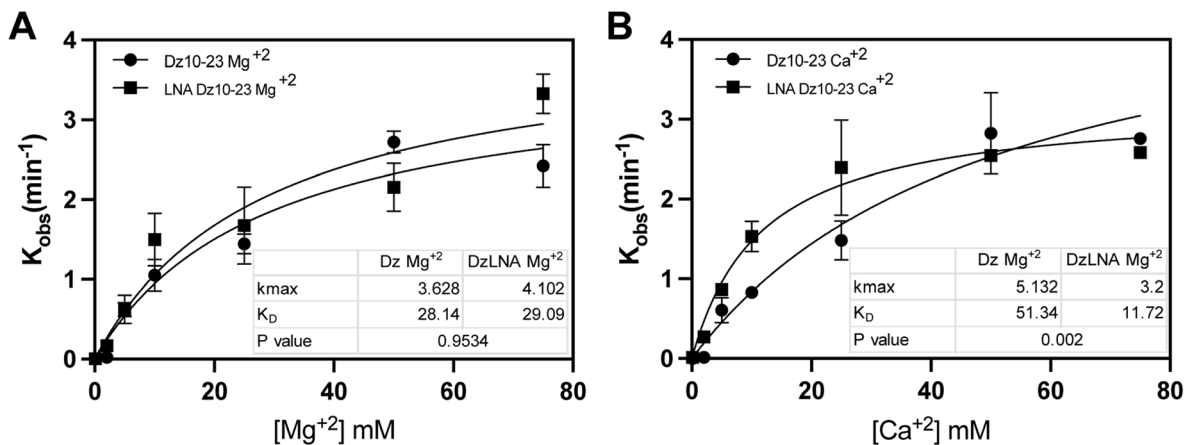 A
4
3
2
1
0
K_obs(min⁻¹)
Dz10-23 Mg⁺²
LNA Dz10-23 Mg⁺²
Dz Mg⁺² DzLNA Mg⁺²
kmax 3.628 4.102
K_D 28.14 29.09
P value 0.9534
0 20 40 60 80
[Mg⁺²] mM
B
4
3
2
1
0
K_obs(min⁻¹)
Dz10-23 Ca⁺²
LNA Dz10-23 Ca⁺²
Dz Mg⁺² DzLNA Mg⁺²
kmax 5.132 3.2
K_D 51.34 11.72
P value 0.002
0 20 40 60 80
[Ca⁺²] mM